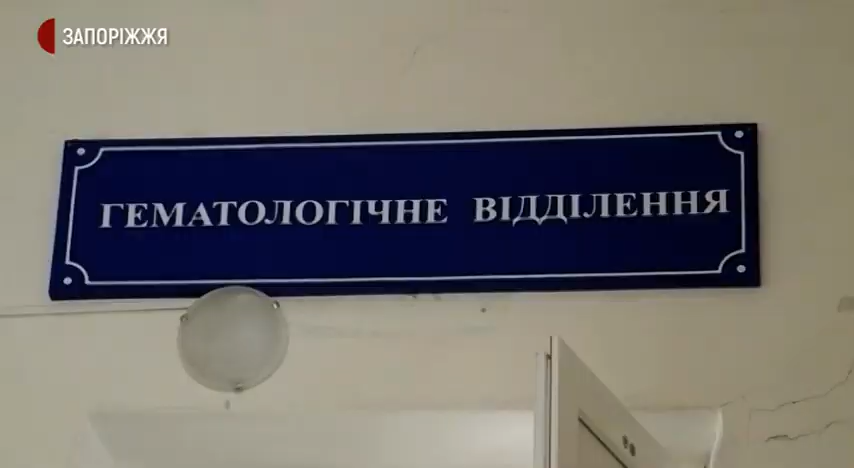 ЗАПОРІЖЖЯ
ГЕМАТОЛОГІЧНЕ ВІДДІЛЕННЯ